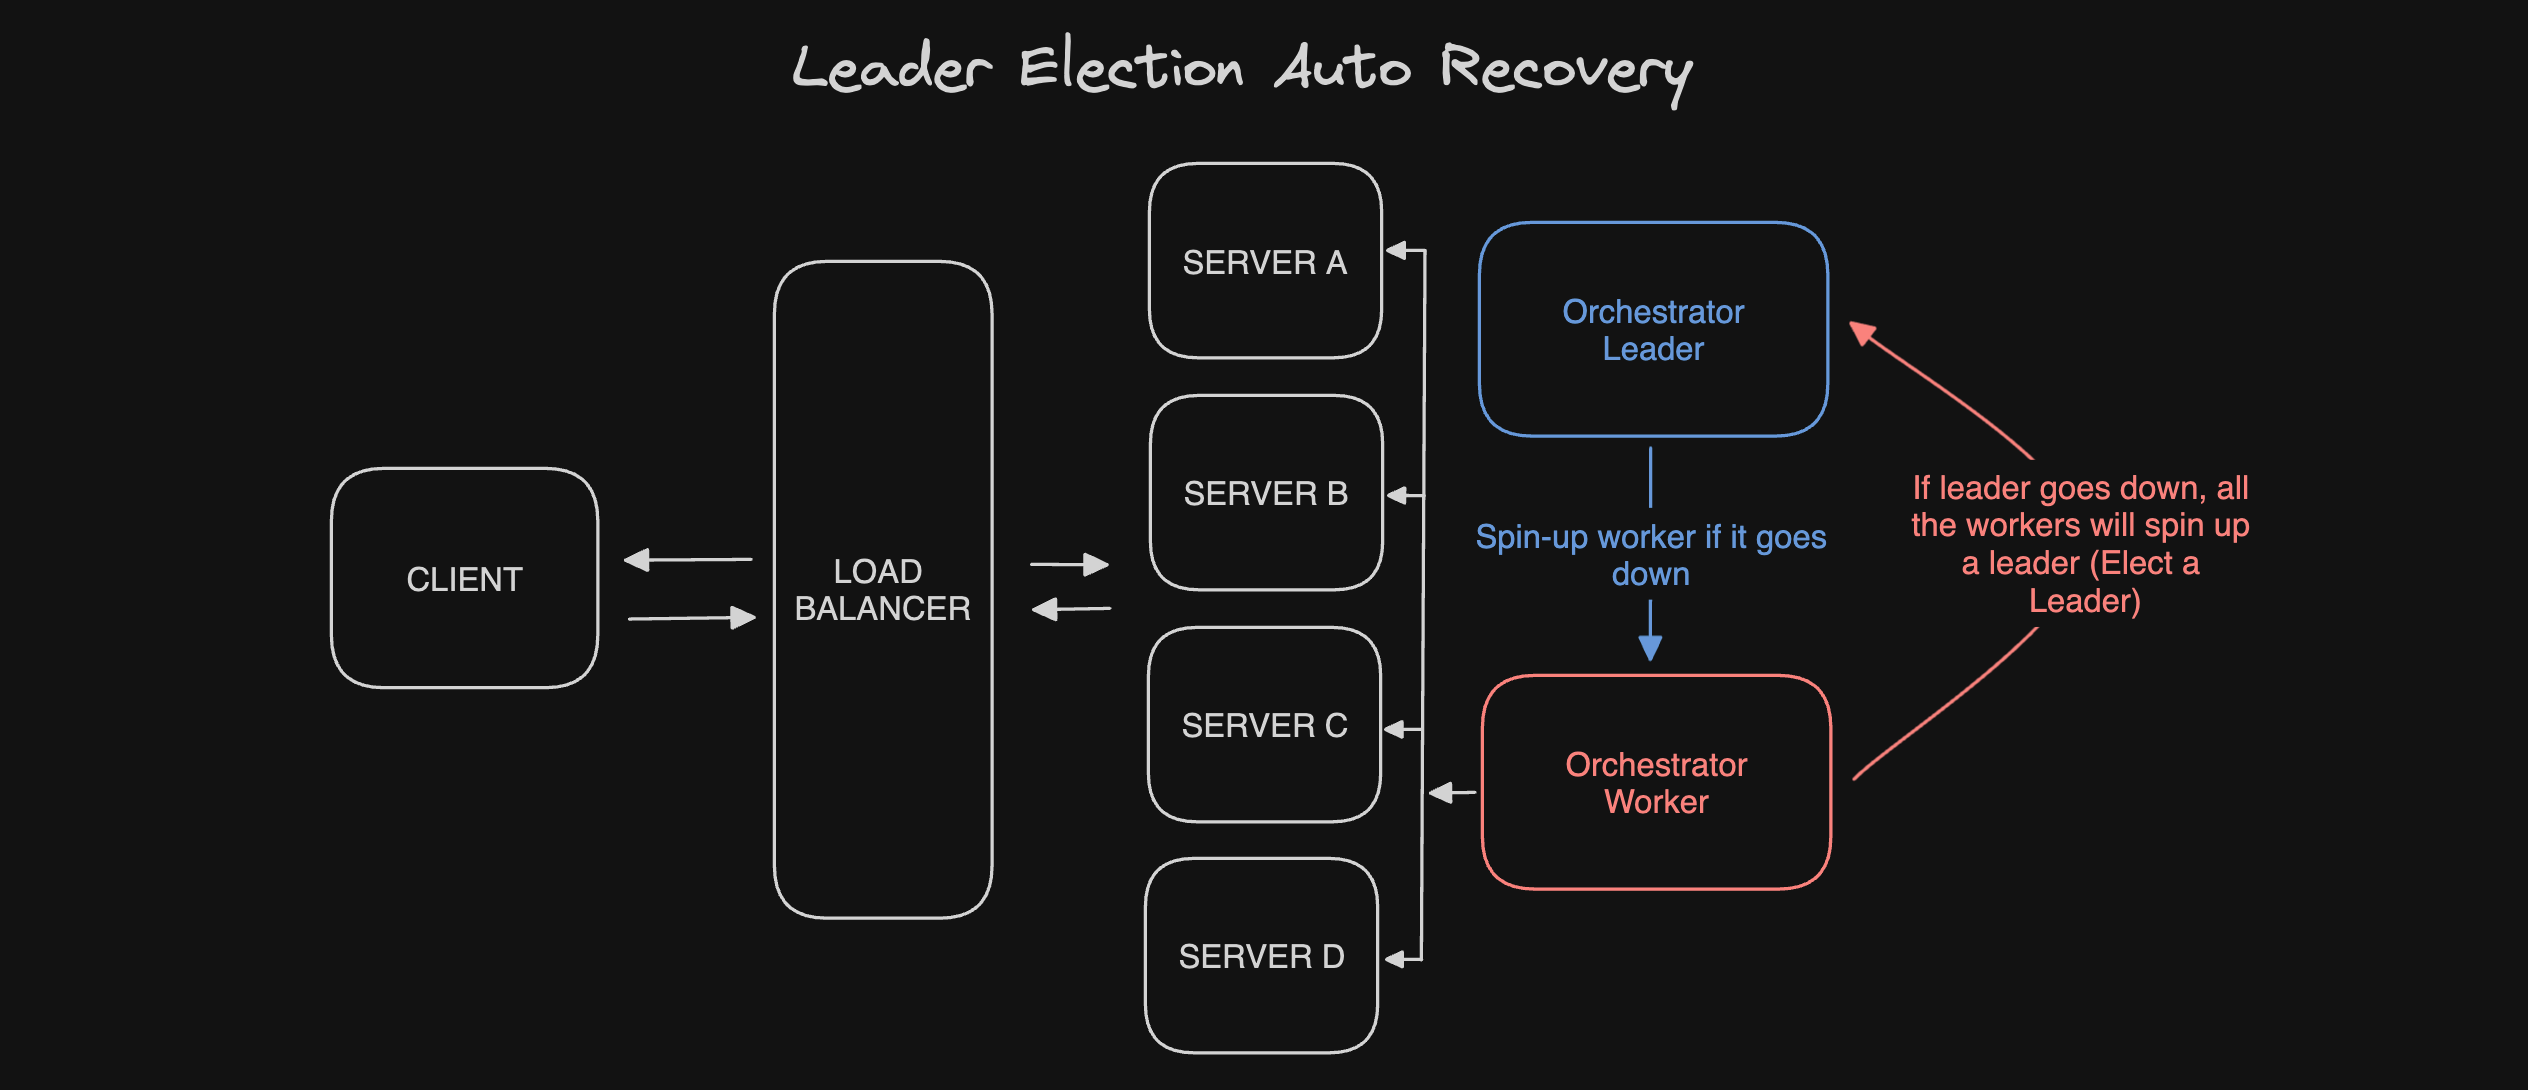 Leader Election Auto Recovery
CLIENT
LOAD
BALANCER
SERVER A
SERVER B
SERVER C
SERVER D
Orchestrator
Leader
Spin-up worker if it goes
down
Orchestrator
Worker
If leader goes down, all
the workers will spin up
a leader (Elect a
Leader)